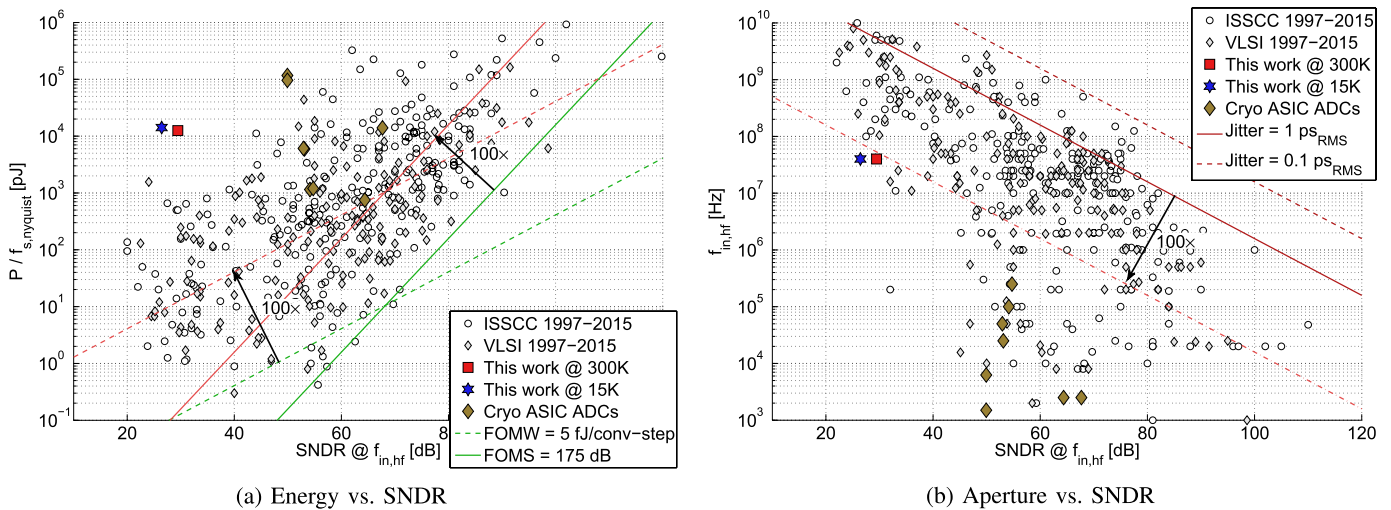 10^6
10^5
10^4
10^3
10^2
10^1
10^0
10^−1
P / f_s,nyquist [pJ]
20
40
60
80
SNDR @ f_in,hf [dB]
100×
100×
ISSCC 1997−2015
VLSI 1997−2015
This work @ 300K
This work @ 15K
Cryo ASIC ADCs
FOMW = 5 fJ/conv-step
FOMS = 175 dB
(a) Energy vs. SNDR
10^10
10^9
10^8
10^7
10^6
10^5
10^4
10^3
f_in,hf [Hz]
20
40
60
80
100
120
SNDR @ f_in,hf [dB]
100×
ISSCC 1997−2015
VLSI 1997−2015
This work @ 300K
This work @ 15K
Cryo ASIC ADCs
Jitter = 1 ps_RMS
Jitter = 0.1 ps_RMS
(b) Aperture vs. SNDR